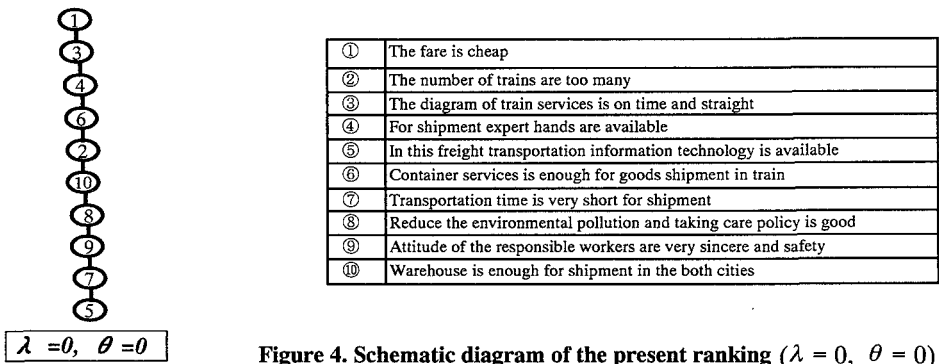 1
3
4
6
2
10
8
9
7
5
λ =0, θ =0
① The fare is cheap
② The number of trains are too many
③ The diagram of train services is on time and straight
④ For shipment expert hands are available
⑤ In this freight transportation information technology is available
⑥ Container services is enough for goods shipment in train
⑦ Transportation time is very short for shipment
⑧ Reduce the environmental pollution and taking care policy is good
⑨ Attitude of the responsible workers are very sincere and safety
⑩ Warehouse is enough for shipment in the both cities
Figure 4. Schematic diagram of the present ranking (λ = 0, θ = 0)